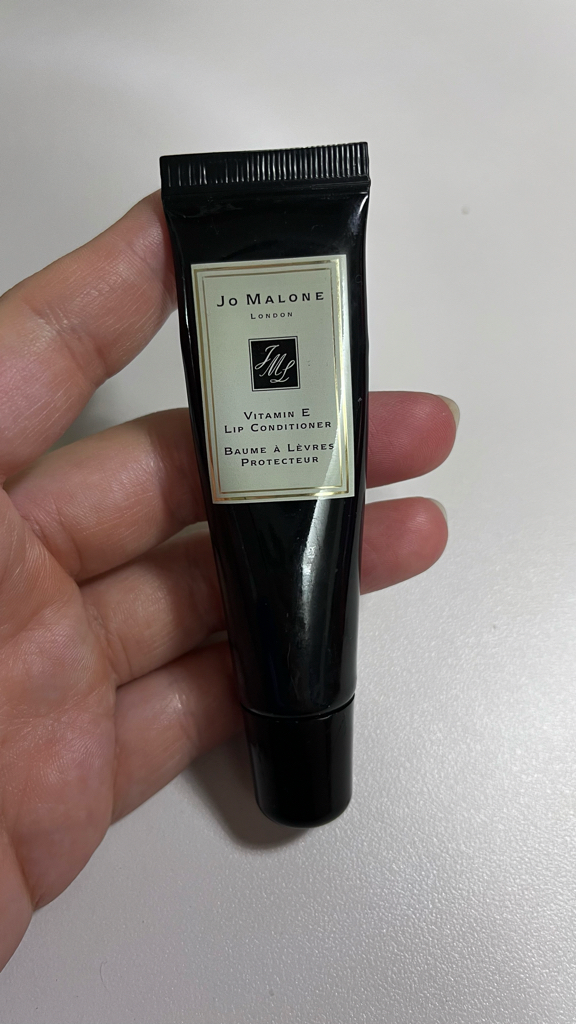 Jo Malone
London
JML
Vitamin E
Lip Conditioner
Baume à Lèvres
Protecteur